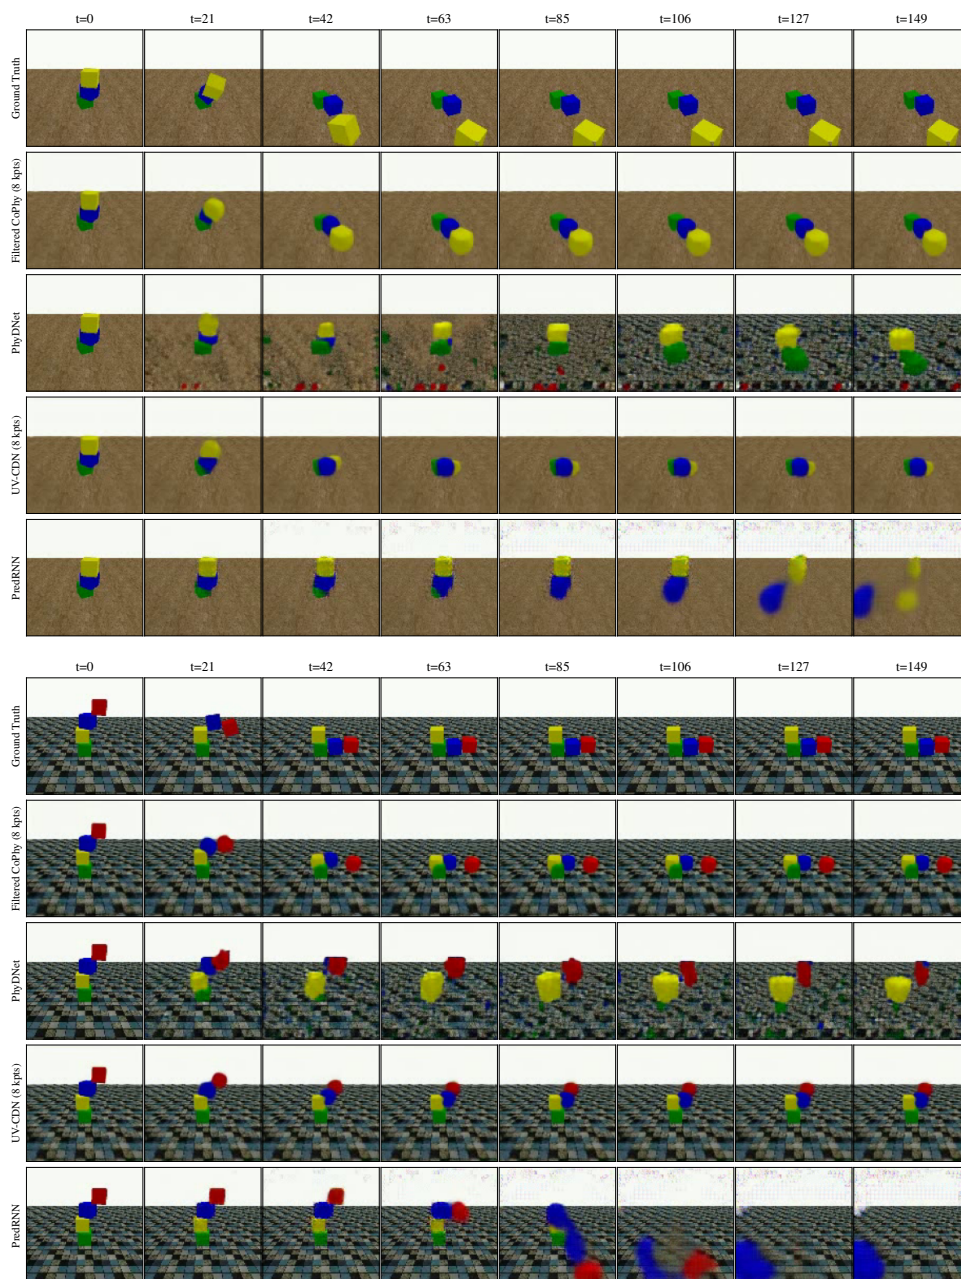 t=0 t=21 t=42 t=63 t=85 t=106 t=127 t=149
Ground Truth
Filtered CoPhy (8 kpts)
PhyDNet
UV-CDN (8 kpts)
PredRNN
t=0 t=21 t=42 t=63 t=85 t=106 t=127 t=149
Ground Truth
Filtered CoPhy (8 kpts)
PhyDNet
UV-CDN (8 kpts)
PredRNN